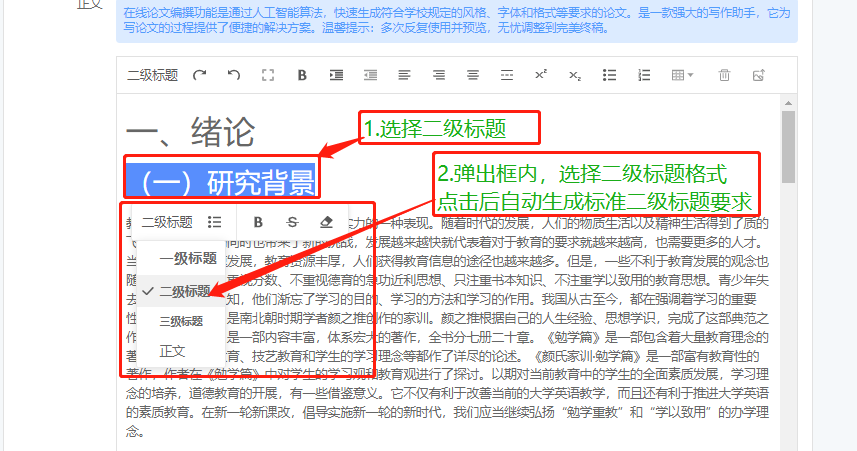 正文
在线论文编撰功能是通过人工智能算法，快速生成符合学校规定的风格、字体和格式等要求的论文。是一款强大的写作助手，它为
写论文的过程提供了便捷的解决方案。温馨提示：多次反复使用并预览，无忧调整到完美终稿。
二级标题
一、绪论
1.选择二级标题
（一）研究背景
2.弹出框内，选择二级标题格式
点击后自动生成标准二级标题要求
二级标题
实力的一种表现。随着时代的发展，人们的物质生活以及精神生活得到了质的
同时也带来了新的挑战，发展越来越快就代表着对于教育的要求就越来越高，也需要更多的人才。
一级标题
发展，教育资源丰厚，人们获得教育信息的途径也越来越多。但是，一些不利于教育发展的观念也
二级标题
重视分数、不重视德育的急功近利思想、只注重书本知识、不注重学以致用的教育思想。青少年失
去
知，他们渐忘了学习的目的、学习的方法和学习的作用。我国从古至今，都在强调着学习的重要
性
三级标题
是南北朝时期学者颜之推创作的家训。颜之推根据自己的人生经验、思想学识，完成了这部典范之
作
是一部内容丰富，体系宏大的著作，全书分七册二十章。《勉学篇》是一部包含着大量教育理念的
著
正文
育、技艺教育和学生的学习理念等都作了详尽的论述。《颜氏家训·勉学篇》是一部富有教育性的
著作，作者在《勉学篇》中对学生的学习观和教育观进行了探讨。以期对当前教育中的学生的全面素质发展，学习理
念的培养，道德教育的开展，有一些借鉴意义。它不仅有利于改善当前的大学英语教学，而且还有利于推进大学英语
的素质教育。在新一轮新课改，倡导实施新一轮的新时代，我们应当继续弘扬“勉学重教”和“学以致用”的办学理
念。